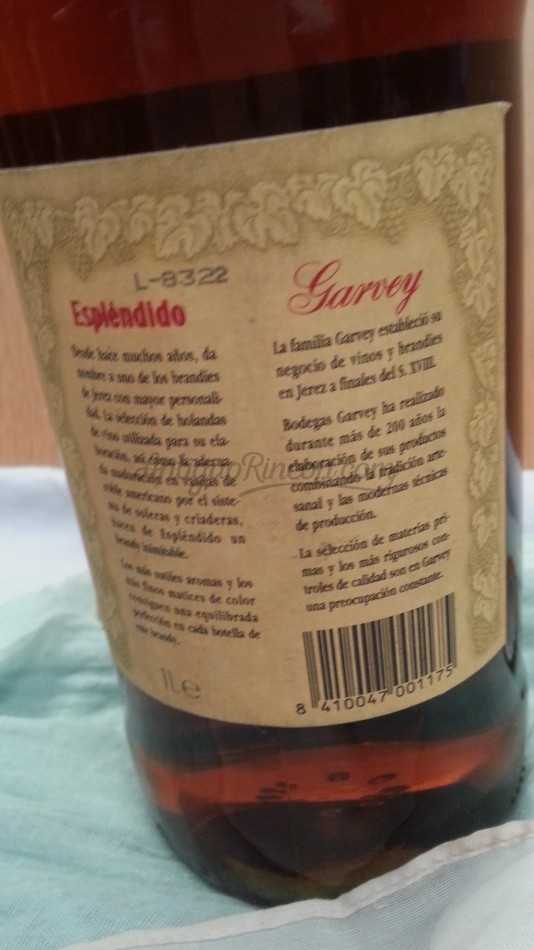 L-8322
Espléndido
Desde hace muchos años, da
nombre a uno de los brandies
de jerez con mayor personali-
dad. La selección de holandas
de vino utilizada para su ela-
boración, así como la adecua-
da maduración en vasijas de
roble americano por el siste-
ma de soleras y criaderas,
hacen de Espléndido un
brandy inimitable.
Los más sutiles aromas y los
más finos matices de color
consiguen una equilibrada
perfección en cada botella de
este brandy.
1Le
Garvey
La familia Garvey estableció su
negocio de vinos y brandies
en Jerez a finales del S. XVIII.
Bodegas Garvey ha realizado
durante más de 200 años la
elaboración de sus productos
combinando la tradición arte-
sanal y las modernas técnicas
de producción.
La selección de materias pri-
mas y los más rigurosos con-
troles de calidad son en Garvey
una preocupación constante.
8 410047 001175